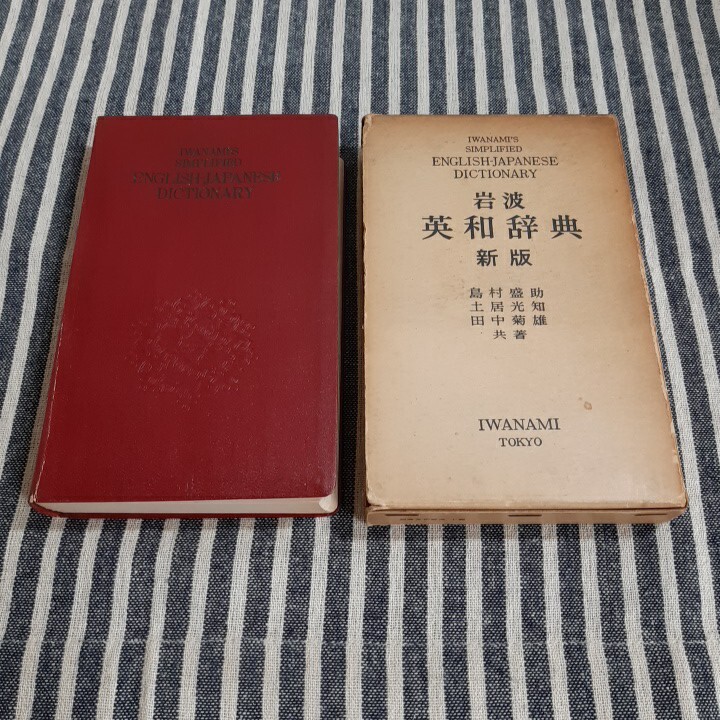 IWANAMI'S
SIMPLIFIED
ENGLISH-JAPANESE
DICTIONARY
IWANAMI'S
SIMPLIFIED
ENGLISH-JAPANESE
DICTIONARY
岩波
英和辞典
新版
島村盛助
土居光知
田中菊雄
共著
IWANAMI
TOKYO